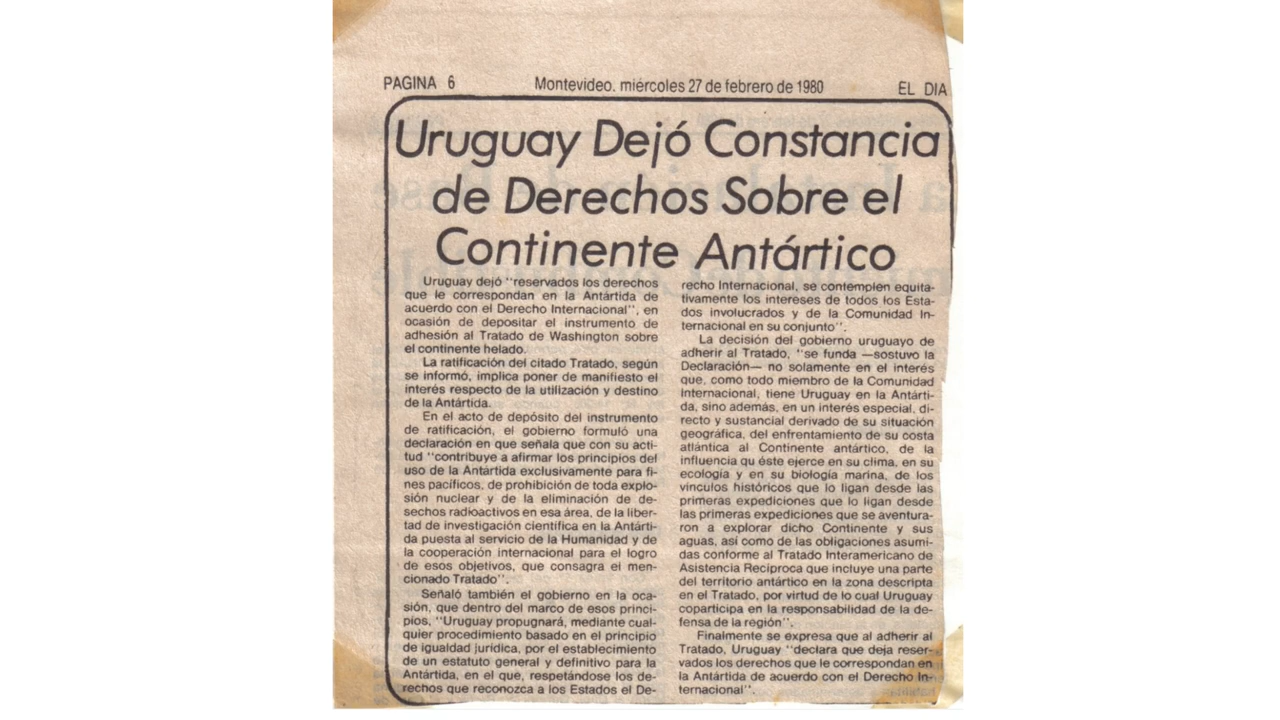 PAGINA 6
Montevideo, miércoles 27 de febrero de 1980
EL DIA
Uruguay Dejó Constancia
de Derechos Sobre el
Continente Antártico
Uruguay dejó "reservados los derechos
que le correspondan en la Antártida de
acuerdo con el Derecho Internacional", en
ocasión de depositar el instrumento de
adhesión al Tratado de Washington sobre
el continente helado.
La ratificación del citado Tratado, según
se informó, implica poner de manifiesto el
interés respecto de la utilización y destino
de la Antártida.
En el acto de depósito del instrumento
de ratificación, el gobierno formuló una
declaración en que señala que con su acti-
tud "contribuye a afirmar los principios del
uso de la Antártida exclusivamente para fi-
nes pacíficos, de prohibición de toda explo-
sión nuclear y de la eliminación de de-
sechos radioactivos en esa área, de la liber-
tad de investigación científica en la Antárti-
da puesta al servicio de la Humanidad y de
la cooperación internacional para el logro
de esos objetivos, que consagra el men-
cionado Tratado".
Señaló también el gobierno en la oca-
sión, que dentro del marco de esos princi-
pios, "Uruguay propugnará, mediante cual-
quier procedimiento basado en el principio
de igualdad jurídica, por el establecimiento
de un estatuto general y definitivo para la
Antártida, en el que, respetándose los de-
rechos que reconozca a los Estados el De-
recho Internacional, se contemplen equita-
tivamente los intereses de todos los Esta-
dos involucrados y de la Comunidad In-
ternacional en su conjunto".
La decisión del gobierno uruguayo de
adherir al Tratado, "se funda —sostuvo la
Declaración— no solamente en el interés
que, como todo miembro de la Comunidad
Internacional, tiene Uruguay en la Antárti-
da, sino además, en un interés especial, di-
recto y sustancial derivado de su situación
geográfica, del enfrentamiento de su costa
atlántica al Continente antártico, de la
influencia qu éste ejerce en su clima, en su
ecología y en su biología marina, de los
vínculos históricos que lo ligan desde las
primeras expediciones que lo ligan desde
las primeras expediciones que se aventura-
ron a explorar dicho Continente y sus
aguas, así como de las obligaciones asumi-
das conforme al Tratado Interamericano de
Asistencia Recíproca que incluye una parte
del territorio antártico en la zona descripta
en el Tratado, por virtud de lo cual Uruguay
coparticipa en la responsabilidad de la de-
fensa de la región".
Finalmente se expresa que al adherir al
Tratado, Uruguay "declara que deja reser-
vados los derechos que le correspondan en
la Antártida de acuerdo con el Derecho In-
ternacional".